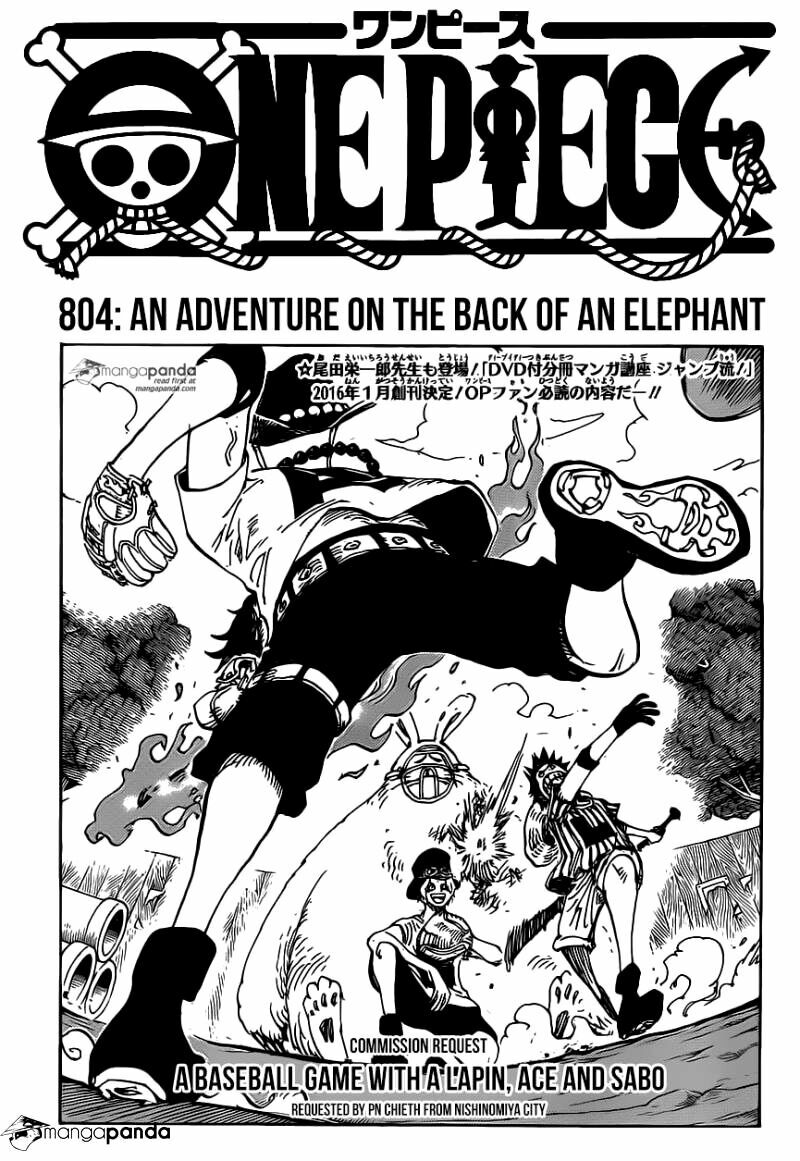 ワンピース
ONE PIECE
804: AN ADVENTURE ON THE BACK OF AN ELEPHANT
mangapanda
read first at
mangapanda.com
☆尾田栄一郎先生も登場!「DVD付分冊マンガ講座 ジャンプ流!」
2016年1月創刊決定!OPファン必読の内容だー!!
COMMISSION REQUEST
A BASEBALL GAME WITH A LAPIN, ACE AND SABO
REQUESTED BY PN CHIETH FROM NISHINOMIYA CITY
mangapanda